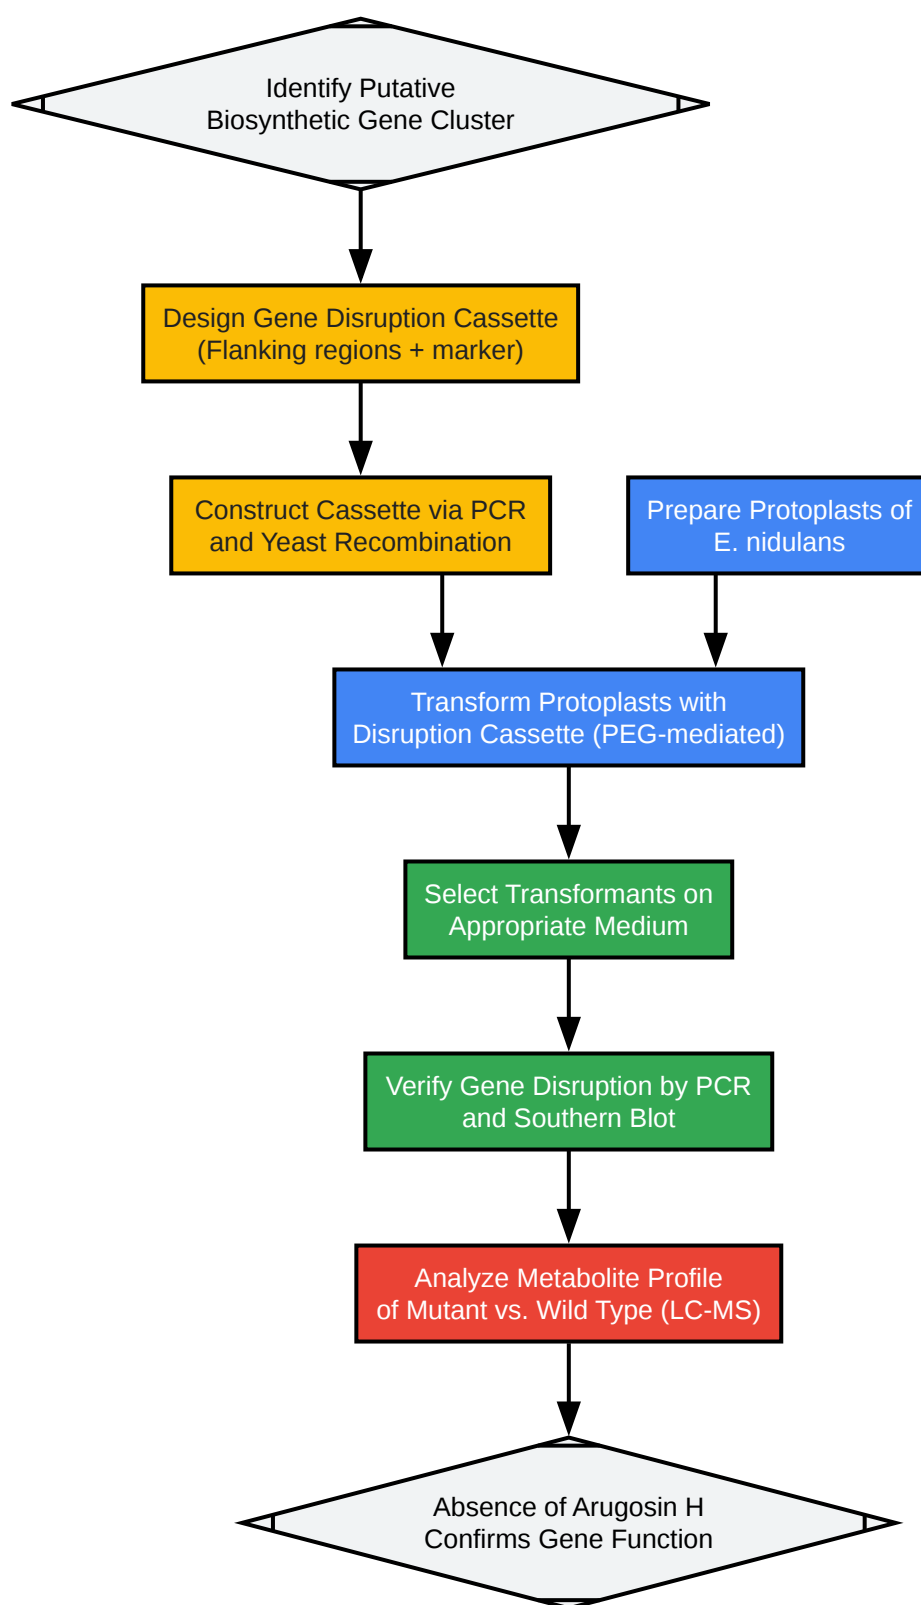 Identify Putative
Biosynthetic Gene Cluster
Design Gene Disruption Cassette
(Flanking regions + marker)
Construct Cassette via PCR
and Yeast Recombination
Prepare Protoplasts of
E. nidulans
Transform Protoplasts with
Disruption Cassette (PEG-mediated)
Select Transformants on
Appropriate Medium
Verify Gene Disruption by PCR
and Southern Blot
Analyze Metabolite Profile
of Mutant vs. Wild Type (LC-MS)
Absence of Arugosin H
Confirms Gene Function